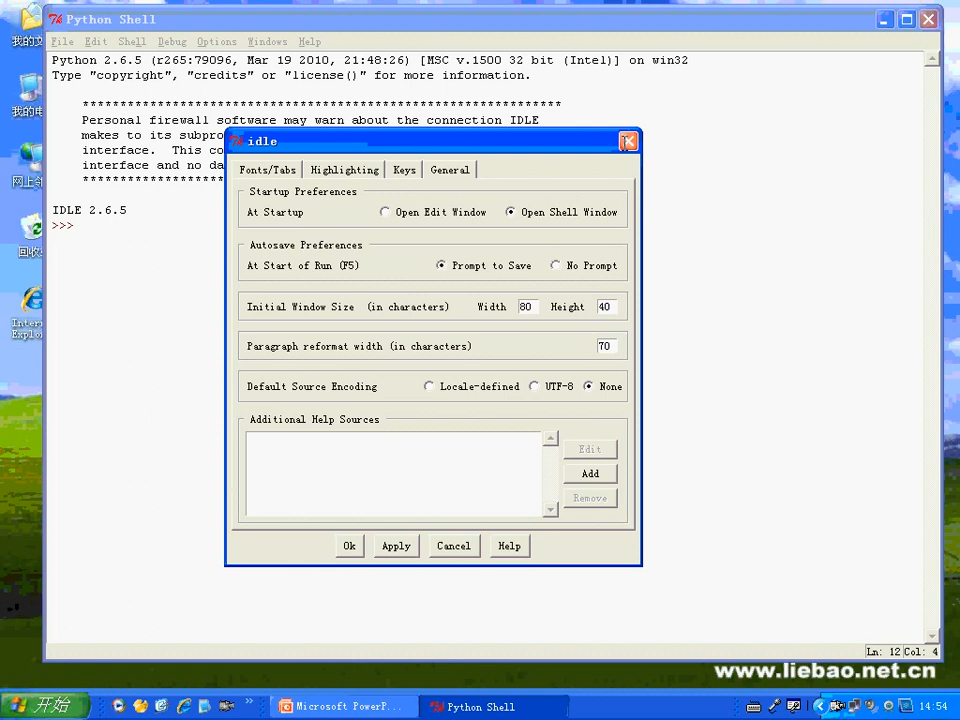 Python Shell
File Edit Shell Debug Options Windows Help
Python 2.6.5 (r265:79096, Mar 19 2010, 21:48:26) [MSC v.1500 32 bit (Intel)] on win32
Type "copyright", "credits" or "license()" for more information.
****************************************************************
Personal firewall software may warn about the connection IDLE
makes to its subpro
interface. This co
interface and no da
IDLE 2.6.5
>>>
idle
Fonts/Tabs Highlighting Keys General
Startup Preferences
At Startup Open Edit Window Open Shell Window
Autosave Preferences
At Start of Run (F5) Prompt to Save No Prompt
Initial Window Size (in characters) Width 80 Height 40
Paragraph reformat width (in characters) 70
Default Source Encoding Locale-defined UTF-8 None
Additional Help Sources
Edit
Add
Remove
Ok Apply Cancel Help
我的文
我的电
网上邻
回收
Intern
Explo
Ln: 12 Col: 4
www.liebao.net.cn
开始 Microsoft PowerP... Python Shell 14:54